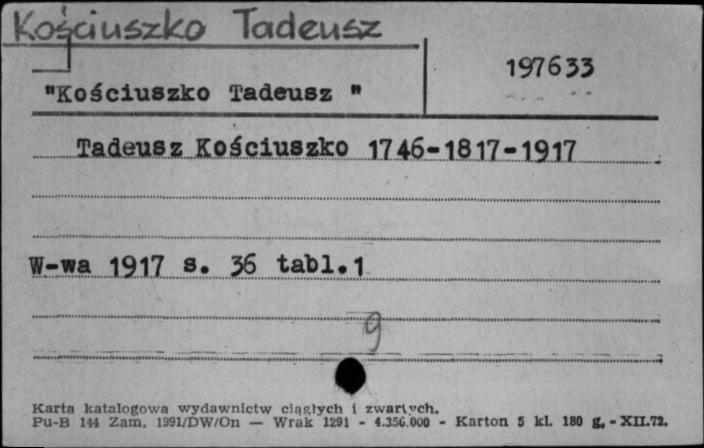 Kościuszko Tadeusz
197633
"Kościuszko Tadeusz "
Tadeusz Kościuszko 1746-1817-1917
W-wa 1917 s. 36 tabl.1
9
Karta katalogowa wydawnictw ciągłych i zwartych.
Pu-B 144 Zam. 1991/DW/On — Wrak 1291 - 4.356.000 - Karton 5 kl. 180 g. - XII.72.